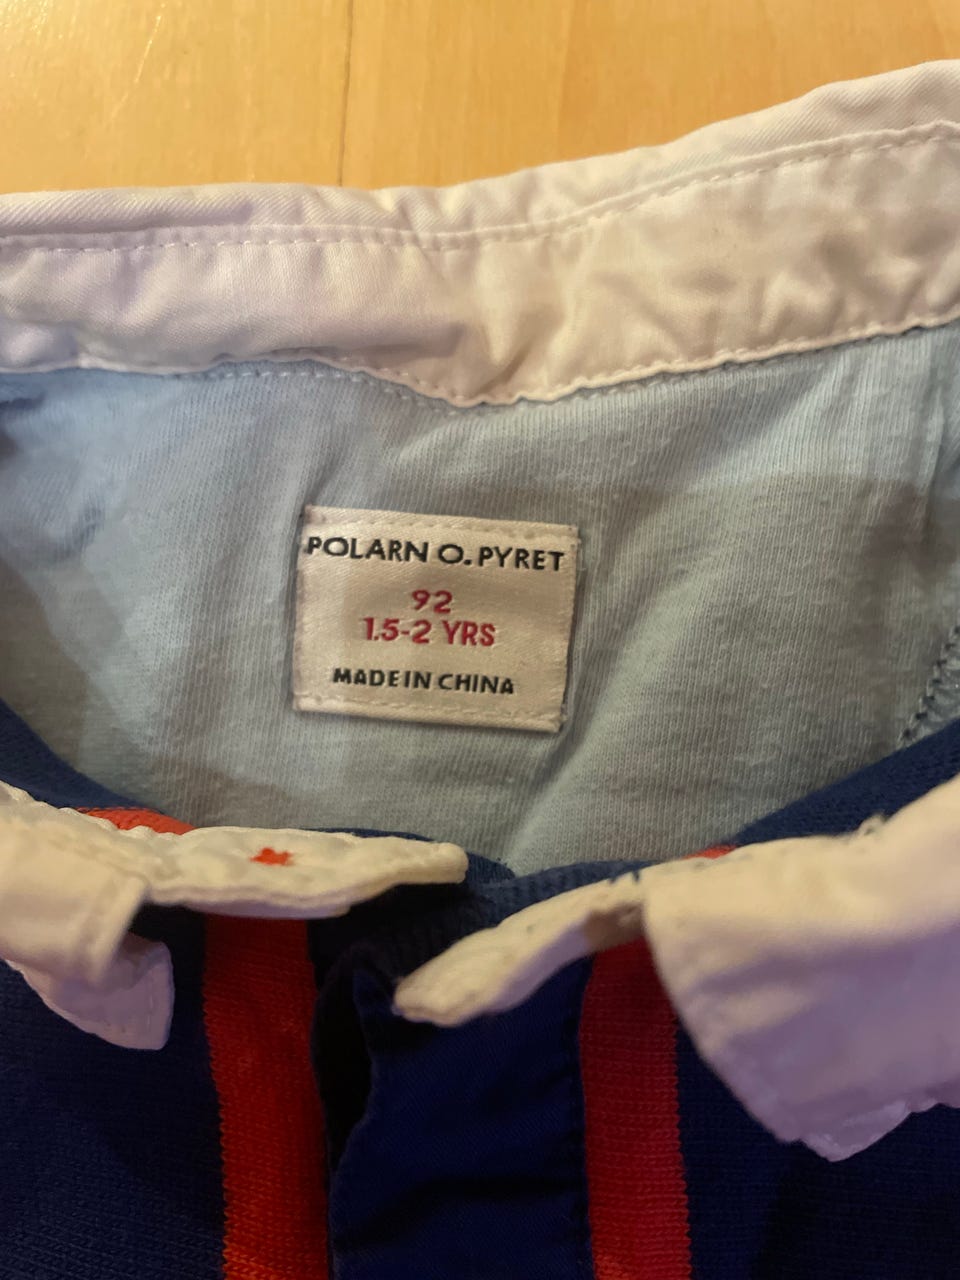 POLARN O. PYRET
92
1.5-2 YRS
MADE IN CHINA